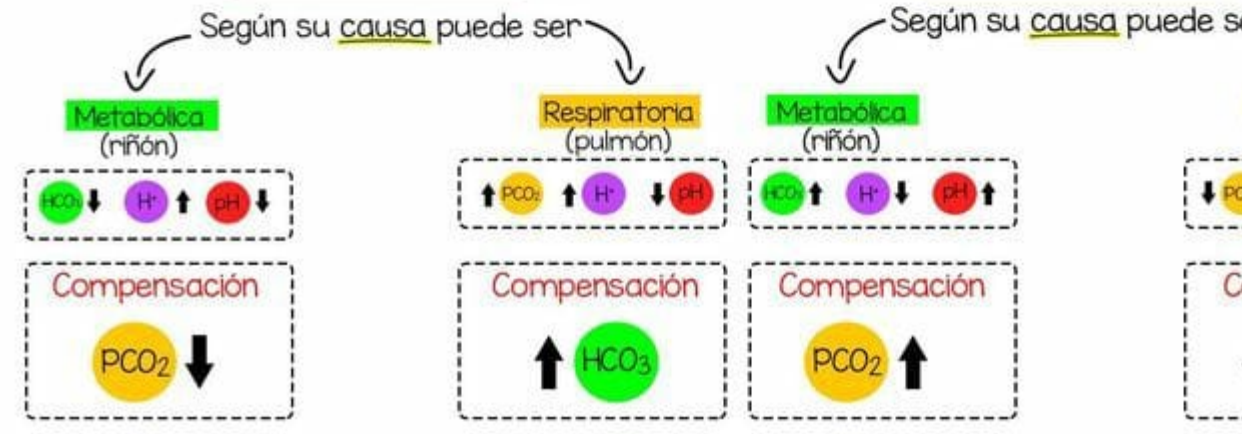 Según su causa puede ser
Metabólica
(riñón)
HCO₃ H⁺ pH
Compensación
PCO₂
Respiratoria
(pulmón)
PCO₂ H⁺ pH
Compensación
HCO₃
Según su causa puede
Metabólica
(riñón)
HCO₃ H⁺ pH
Compensación
PCO₂